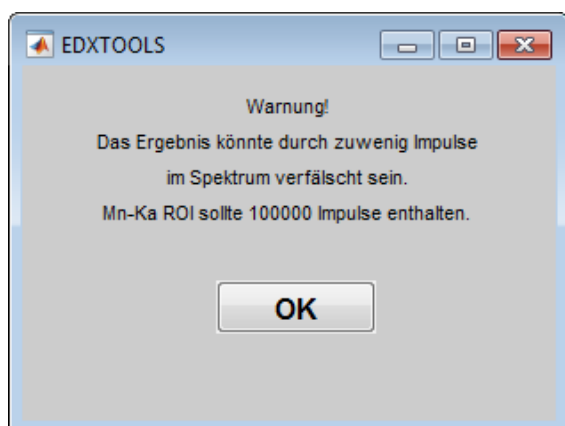 EDXTOOLS
Warnung!
Das Ergebnis könnte durch zuwenig Impulse
im Spektrum verfälscht sein.
Mn-Ka ROI sollte 100000 Impulse enthalten.
OK